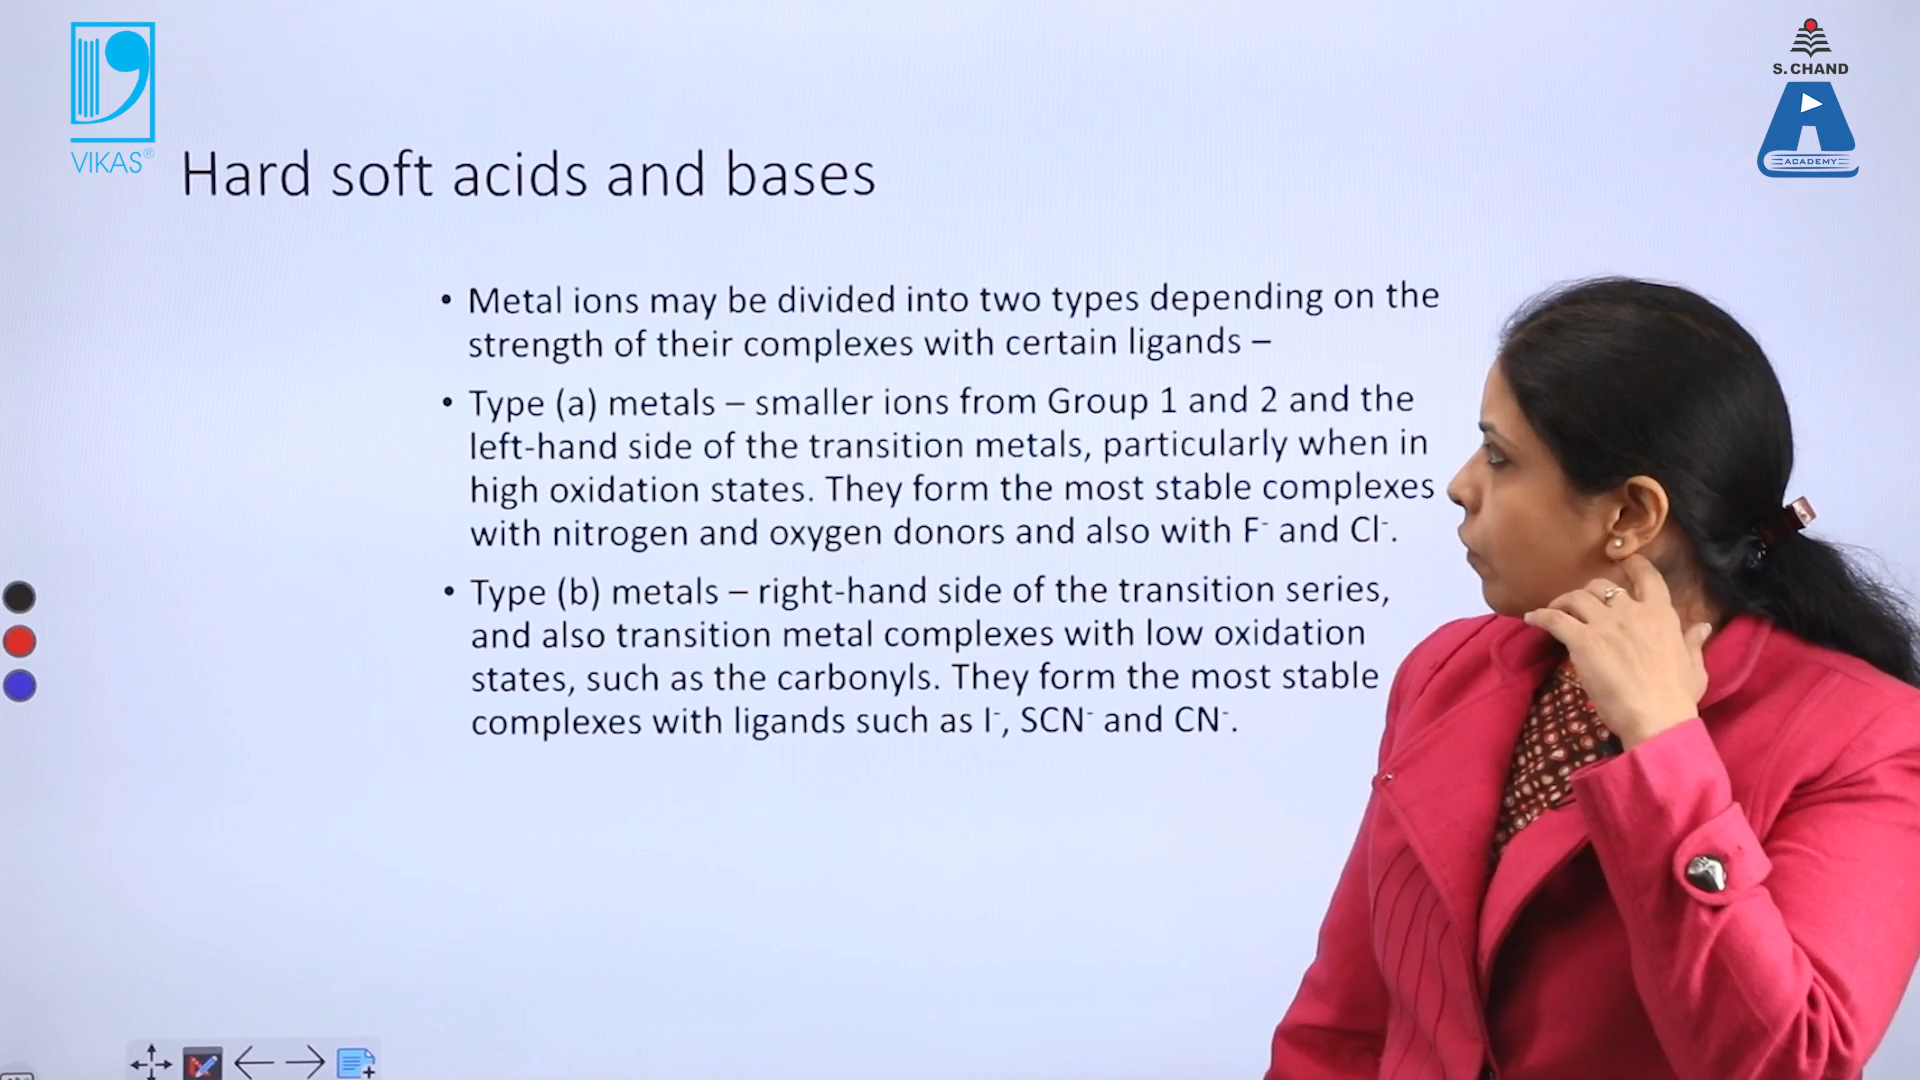 VIKAS®
S. CHAND
ACADEMY
Hard soft acids and bases
• Metal ions may be divided into two types depending on the
strength of their complexes with certain ligands –
• Type (a) metals – smaller ions from Group 1 and 2 and the
left-hand side of the transition metals, particularly when in
high oxidation states. They form the most stable complexes
with nitrogen and oxygen donors and also with F⁻ and Cl⁻.
• Type (b) metals – right-hand side of the transition series,
and also transition metal complexes with low oxidation
states, such as the carbonyls. They form the most stable
complexes with ligands such as I⁻, SCN⁻ and CN⁻.